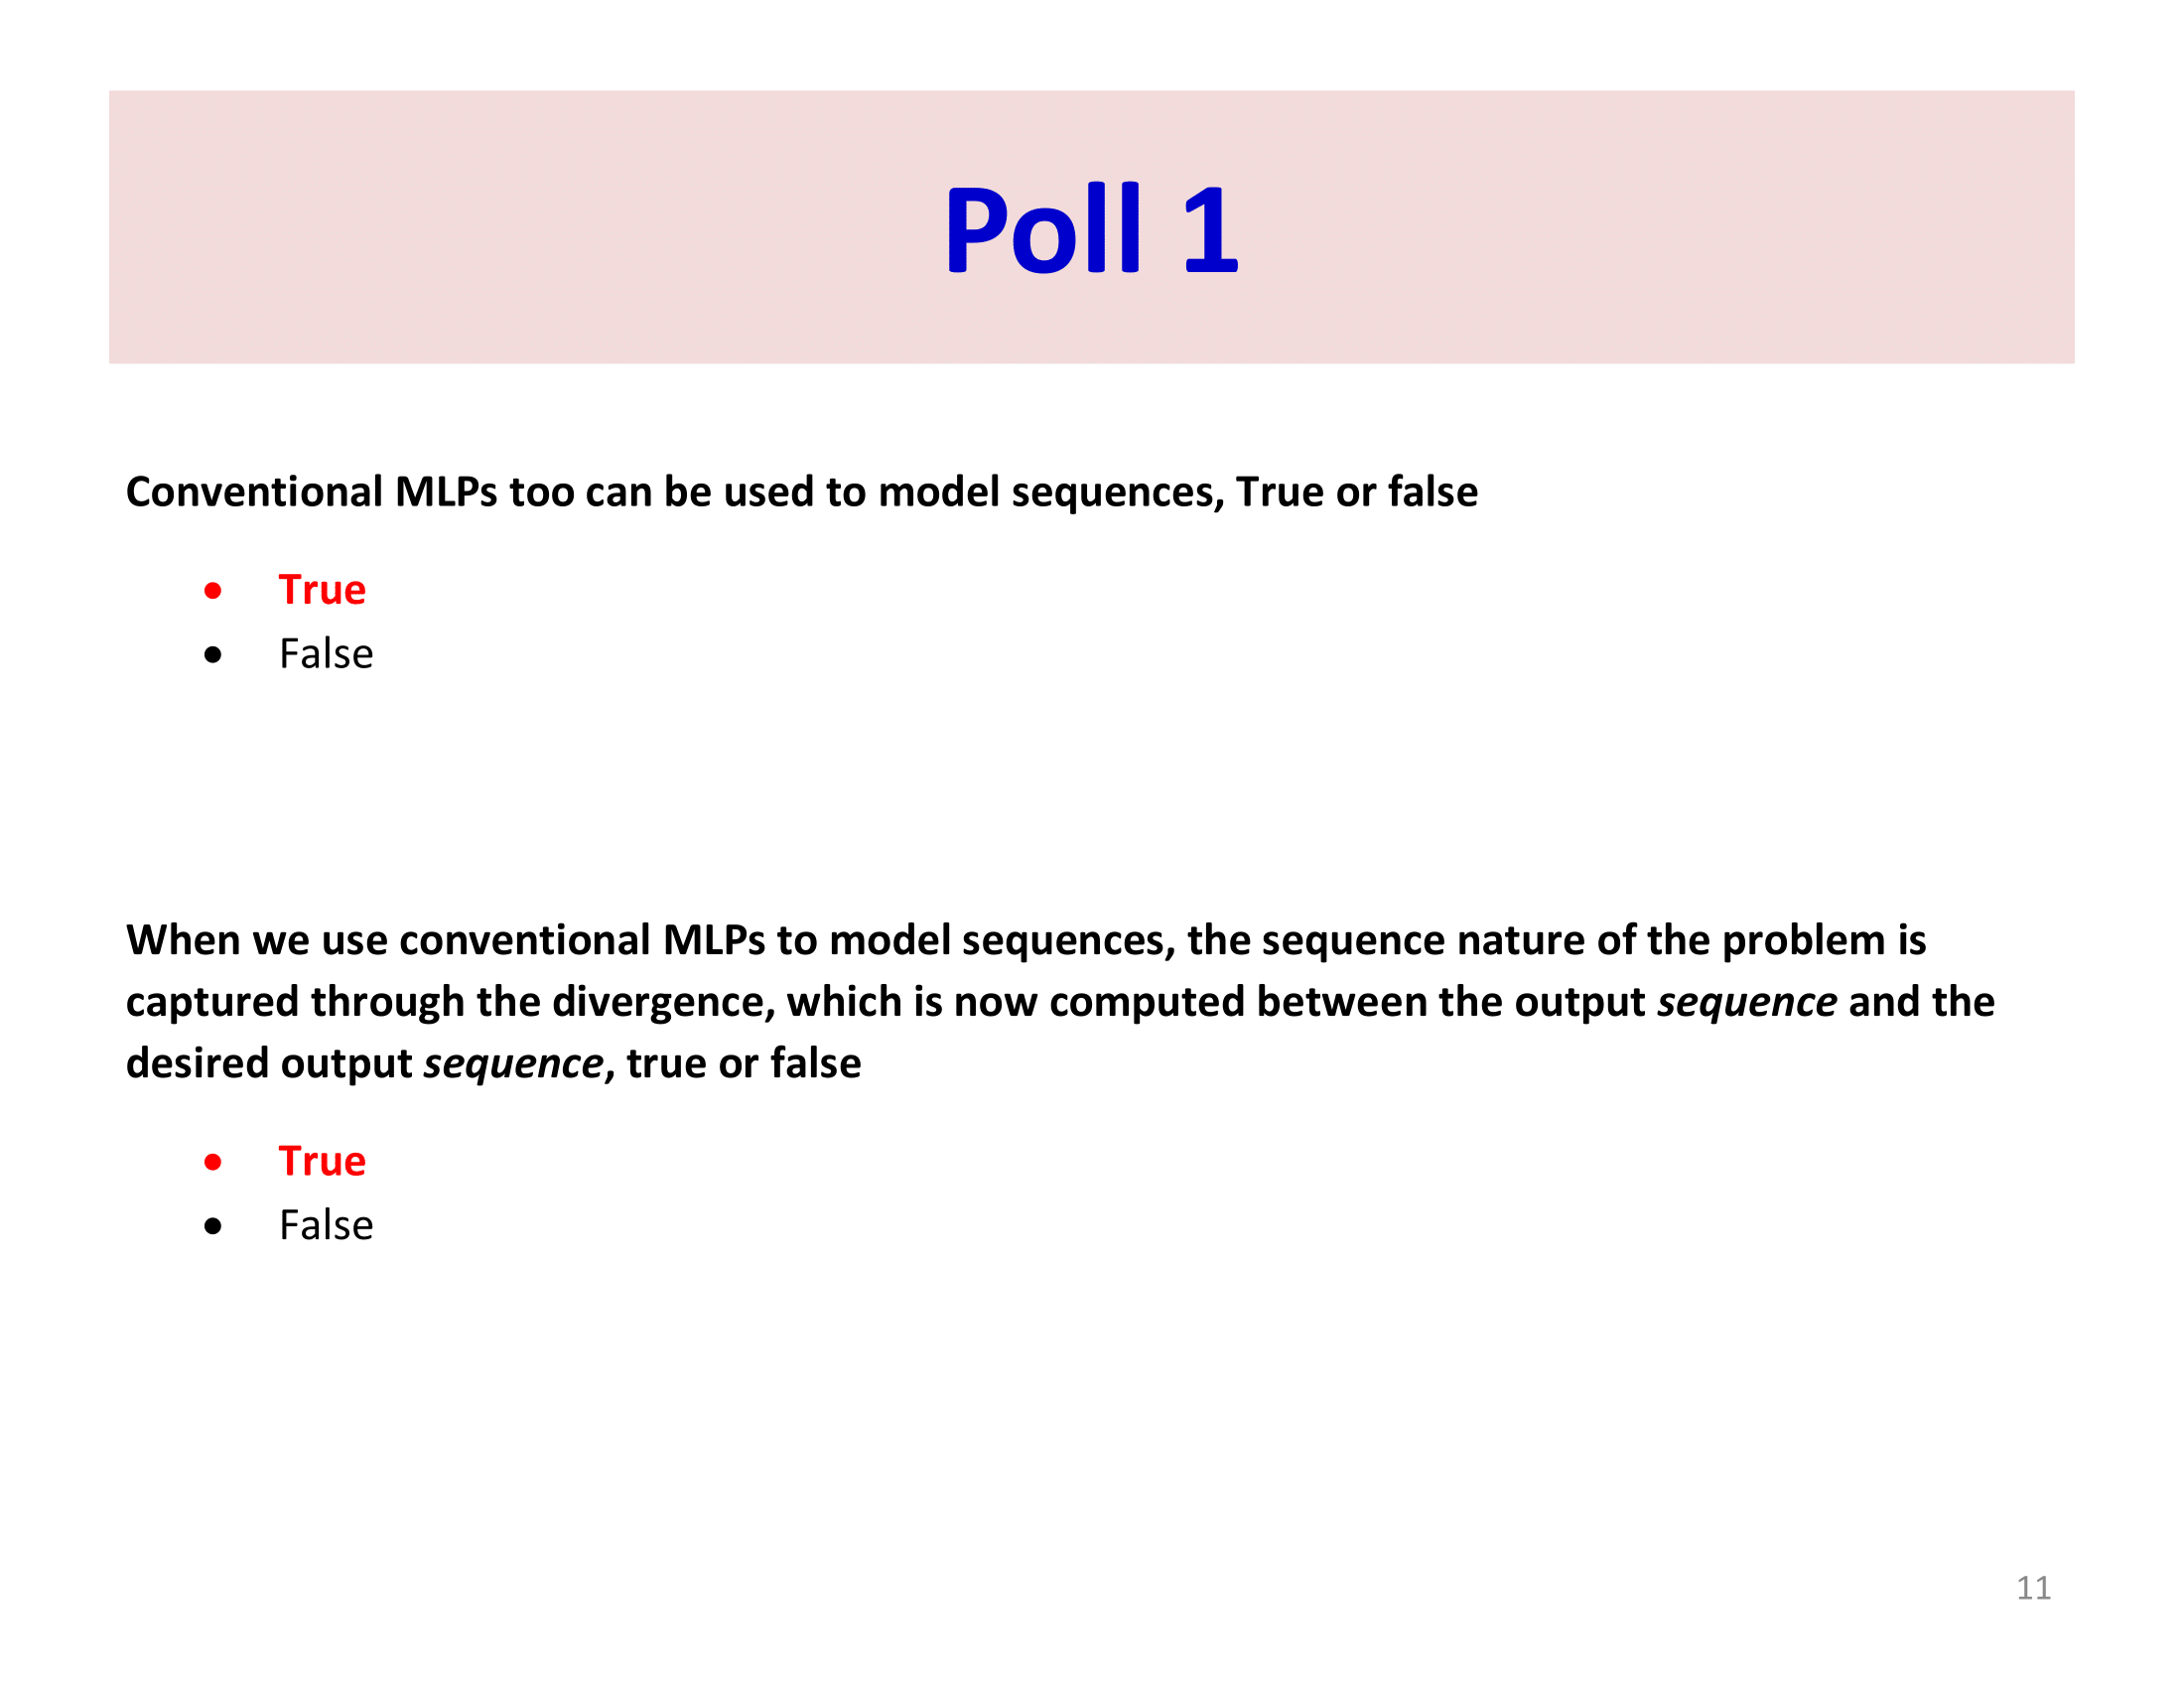 Poll 1
Conventional MLPs too can be used to model sequences, True or false
● True
● False
When we use conventional MLPs to model sequences, the sequence nature of the problem is
captured through the divergence, which is now computed between the output sequence and the
desired output sequence, true or false
● True
● False
11